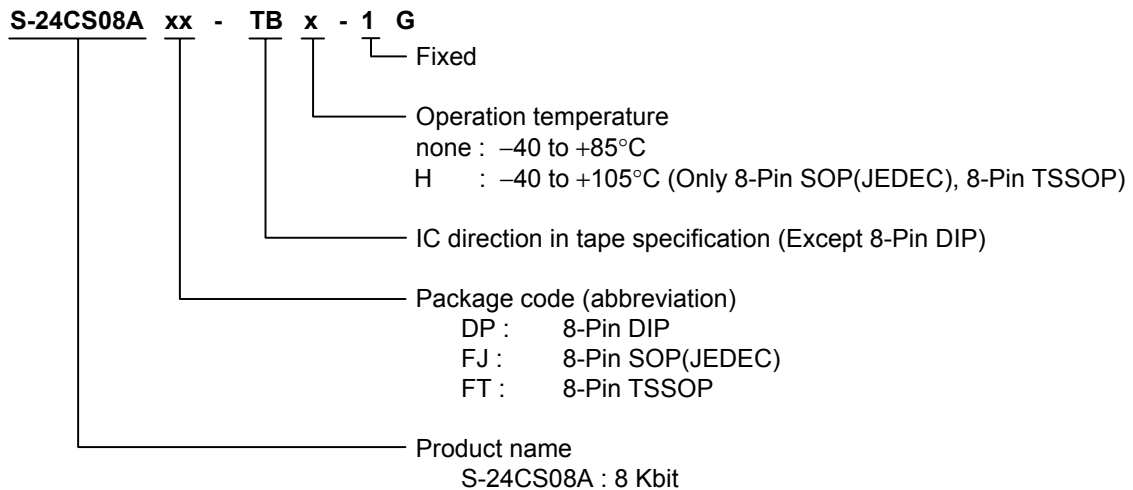 S-24CS08A xx - TB x - 1 G
Fixed
Operation temperature
none : −40 to +85°C
H : −40 to +105°C (Only 8-Pin SOP(JEDEC), 8-Pin TSSOP)
IC direction in tape specification (Except 8-Pin DIP)
Package code (abbreviation)
DP : 8-Pin DIP
FJ : 8-Pin SOP(JEDEC)
FT : 8-Pin TSSOP
Product name
S-24CS08A : 8 Kbit